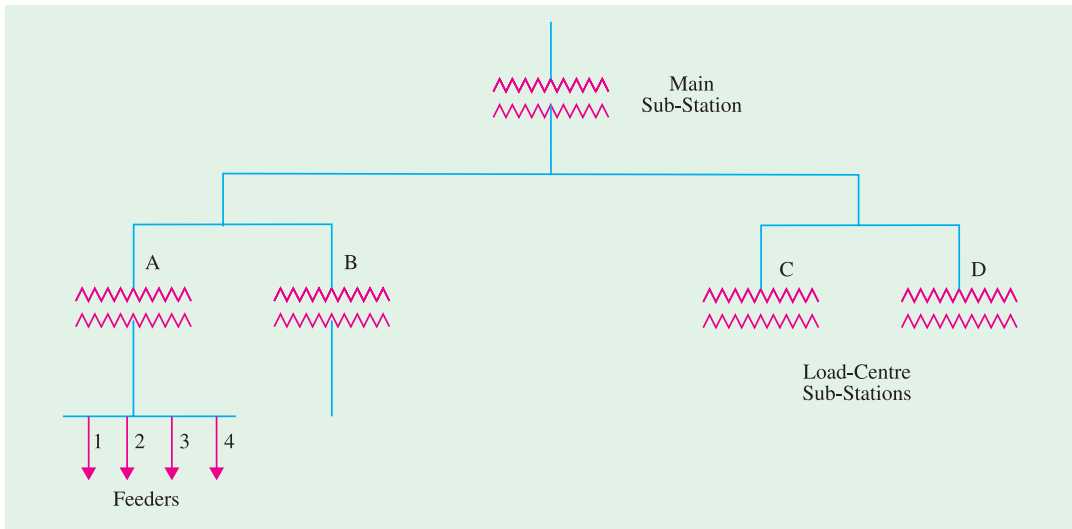 Main
Sub-Station
A
B
C
D
Load-Centre
Sub-Stations
1 2 3 4
Feeders